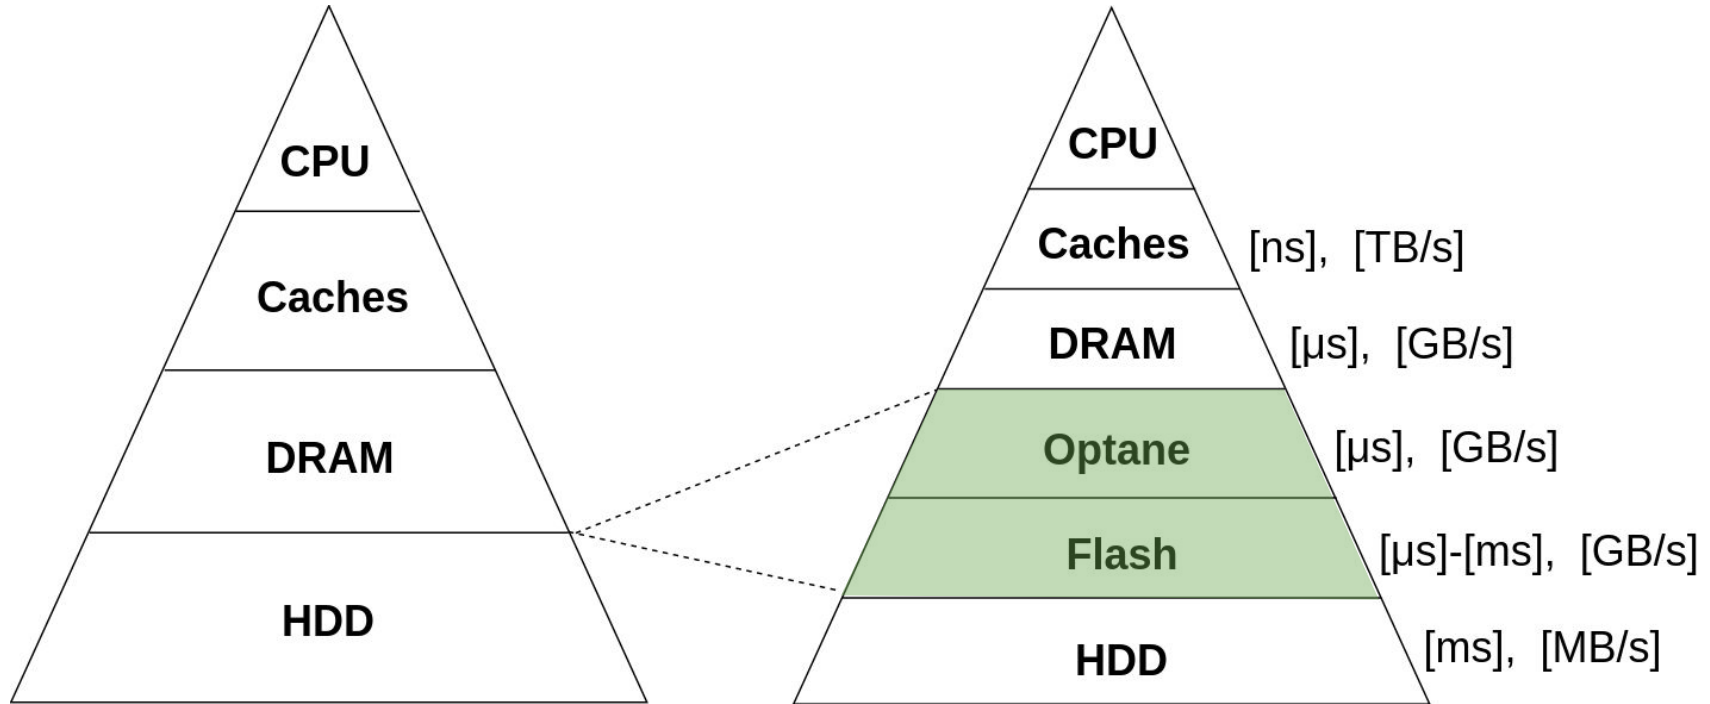 CPU
Caches
DRAM
HDD
CPU
Caches [ns], [TB/s]
DRAM [μs], [GB/s]
Optane [μs], [GB/s]
Flash [μs]-[ms], [GB/s]
HDD [ms], [MB/s]